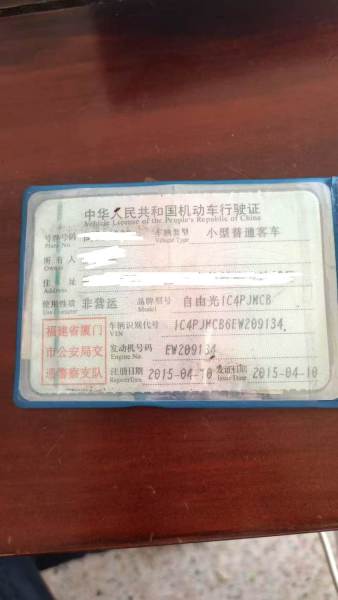 中华人民共和国机动车行驶证
Vehicle License of the People's Republic of China
号牌号码 车辆类型 小型普通客车
Plate No. Vehicle Type
所有人
Owner
住址
Address
使用性质 非营运 品牌型号 自由光1C4PJMCB
Use Character Model
福建省厦门 车辆识别代号 1C4PJMCB6EW209134
VIN
市公安局交 发动机号码 EW209134
Engine No.
通警察支队 注册日期 2015-04-10 发证日期 2015-04-10
Register Date Issue Date